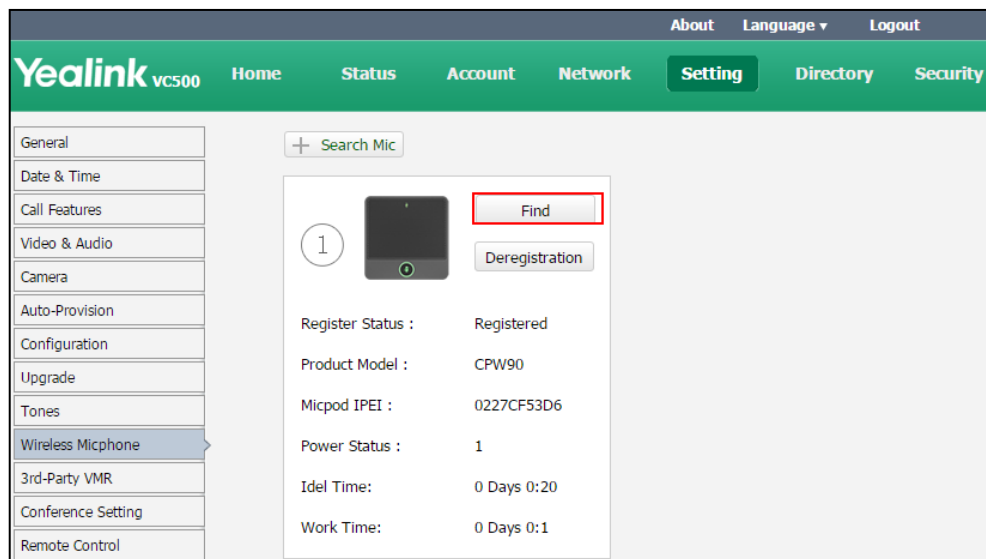 About Language ▾ Logout
Yealink VC500 Home Status Account Network Setting Directory Security
General
Date & Time
Call Features
Video & Audio
Camera
Auto-Provision
Configuration
Upgrade
Tones
Wireless Micphone
3rd-Party VMR
Conference Setting
Remote Control
+ Search Mic
1
Find
Deregistration
Register Status : Registered
Product Model : CPW90
Micpod IPEI : 0227CF53D6
Power Status : 1
Idel Time: 0 Days 0:20
Work Time: 0 Days 0:1